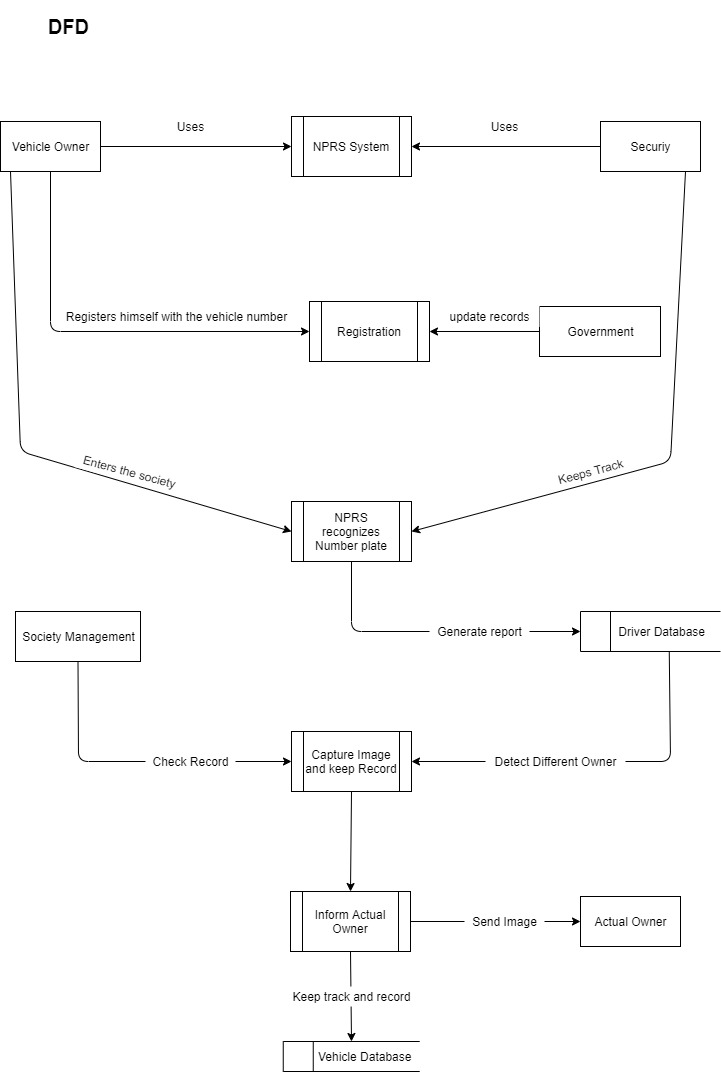 DFD
Uses
Uses
Vehicle Owner
NPRS System
Securiy
Registers himself with the vehicle number
update records
Registration
Government
Enters the society
Keeps Track
NPRS
recognizes
Number plate
Society Management
Generate report
Driver Database
Capture Image
and keep Record
Check Record
Detect Different Owner
Inform Actual
Owner
Send Image
Actual Owner
Keep track and record
Vehicle Database